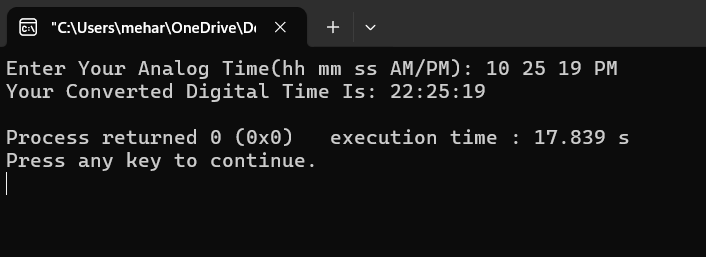 "C:\Users\mehar\OneDrive\De
Enter Your Analog Time(hh mm ss AM/PM): 10 25 19 PM
Your Converted Digital Time Is: 22:25:19
Process returned 0 (0x0)   execution time : 17.839 s
Press any key to continue.